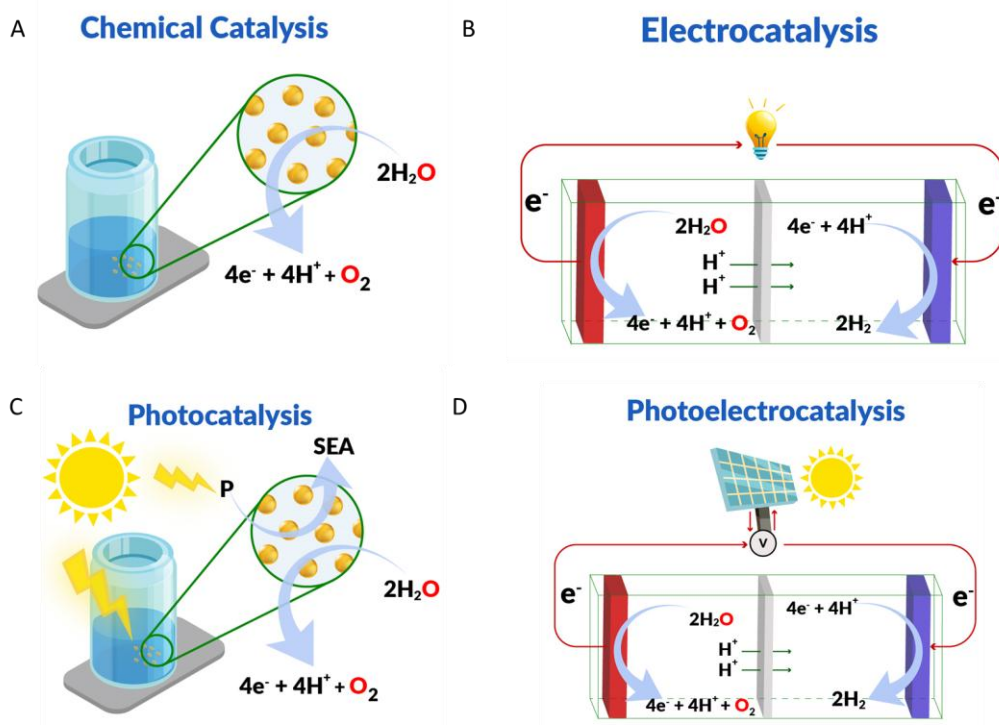 A
Chemical Catalysis
2H₂O
4e⁻ + 4H⁺ + O₂
B
Electrocatalysis
e⁻
e⁻
2H₂O
4e⁻ + 4H⁺
H⁺
H⁺
4e⁻ + 4H⁺ + O₂
2H₂
C
Photocatalysis
SEA
P
2H₂O
4e⁻ + 4H⁺ + O₂
D
Photoelectrocatalysis
V
e⁻
e⁻
2H₂O
4e⁻ + 4H⁺
H⁺
H⁺
4e⁻ + 4H⁺ + O₂
2H₂